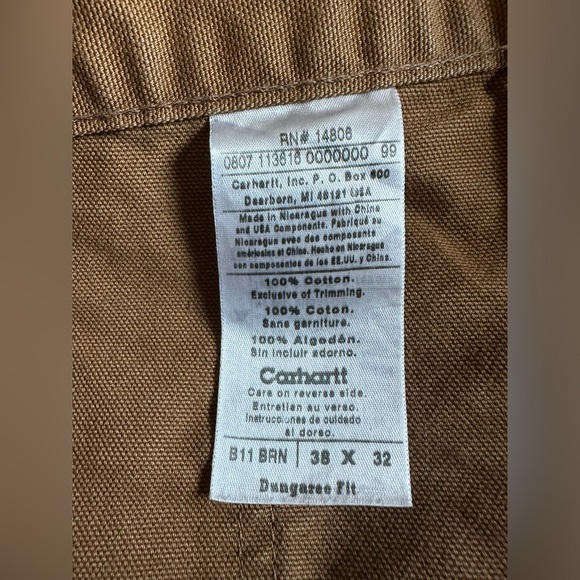 RN# 14806
0807 113616 0000000 99
Carhartt, Inc. P. O. Box 600
Dearborn, MI 48121 USA
Made in Nicaragua with China
and USA Components. Fabriqué au
Nicaragua avec des composants
américains et Chine. Hecho en Nicaragua
con componentes de los EE.UU. y China.
100% Cotton.
Exclusive of Trimming.
100% Coton.
Sans garniture.
100% Algodón.
Sin incluir adorno.
Carhartt
Care on reverse side.
Entretien au verso.
Instrucciones de cuidado
al dorso.
B11 BRN | 38 X 32
Dungaree Fit